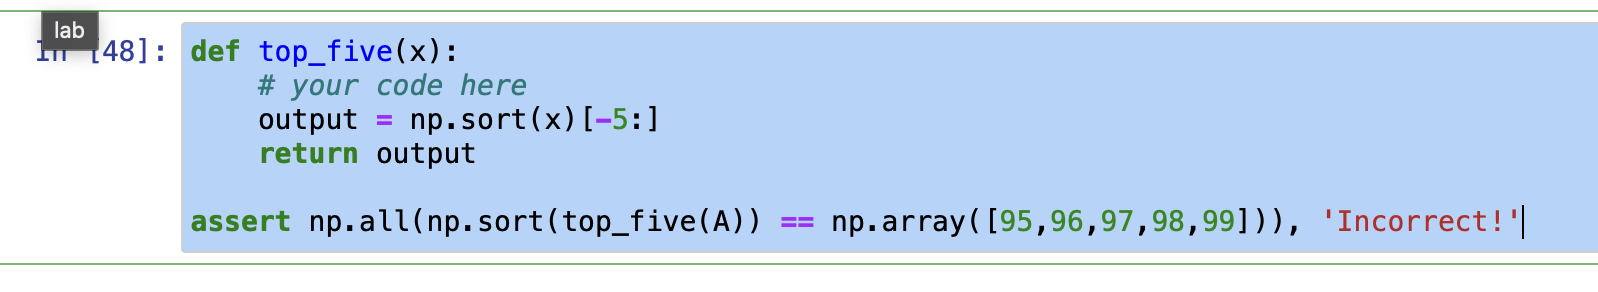 lab
In [48]:
def top_five(x):
    # your code here
    output = np.sort(x)[-5:]
    return output

assert np.all(np.sort(top_five(A)) == np.array([95,96,97,98,99])), 'Incorrect!'